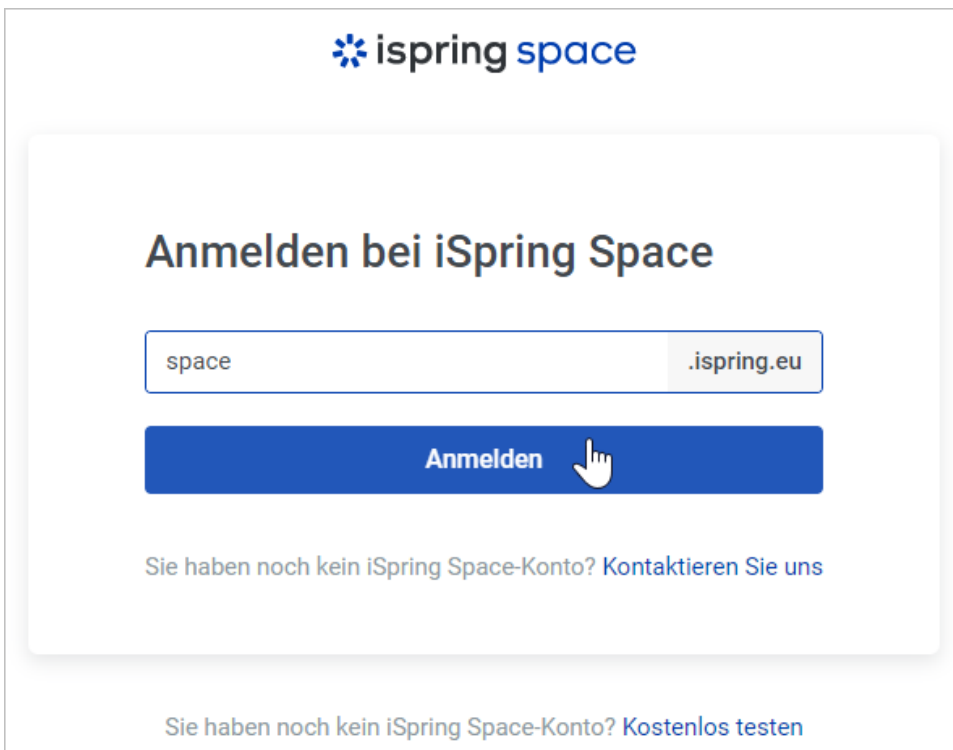 ispring space
Anmelden bei iSpring Space
space .ispring.eu
Anmelden
Sie haben noch kein iSpring Space-Konto? Kontaktieren Sie uns
Sie haben noch kein iSpring Space-Konto? Kostenlos testen